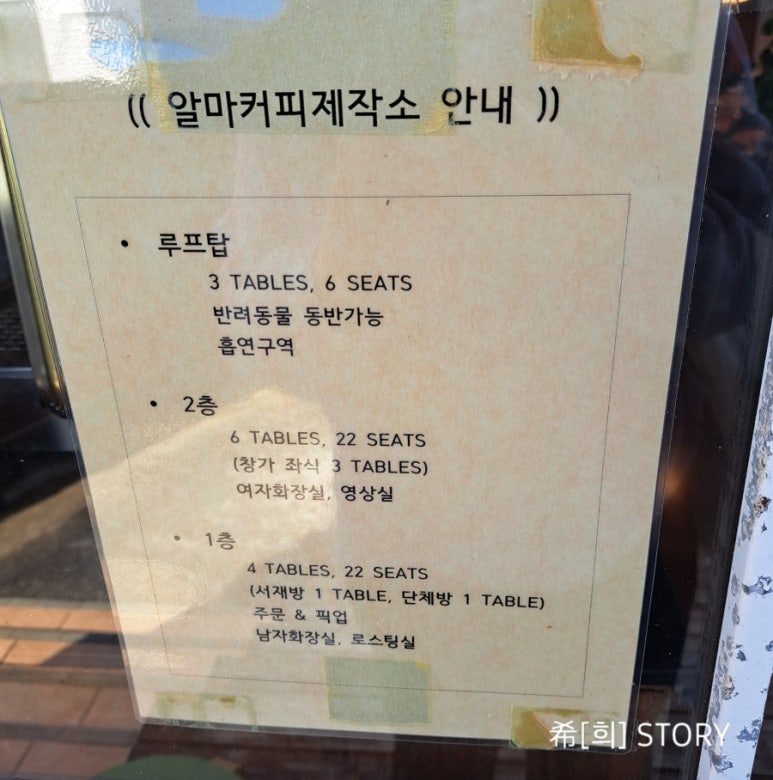 (( 알마커피제작소 안내 ))
• 루프탑
3 TABLES, 6 SEATS
반려동물 동반가능
흡연구역
• 2층
6 TABLES, 22 SEATS
(창가 좌식 3 TABLES)
여자화장실, 영상실
• 1층
4 TABLES, 22 SEATS
(서재방 1 TABLE, 단체방 1 TABLE)
주문 & 픽업
남자화장실, 로스팅실
希[희] STORY